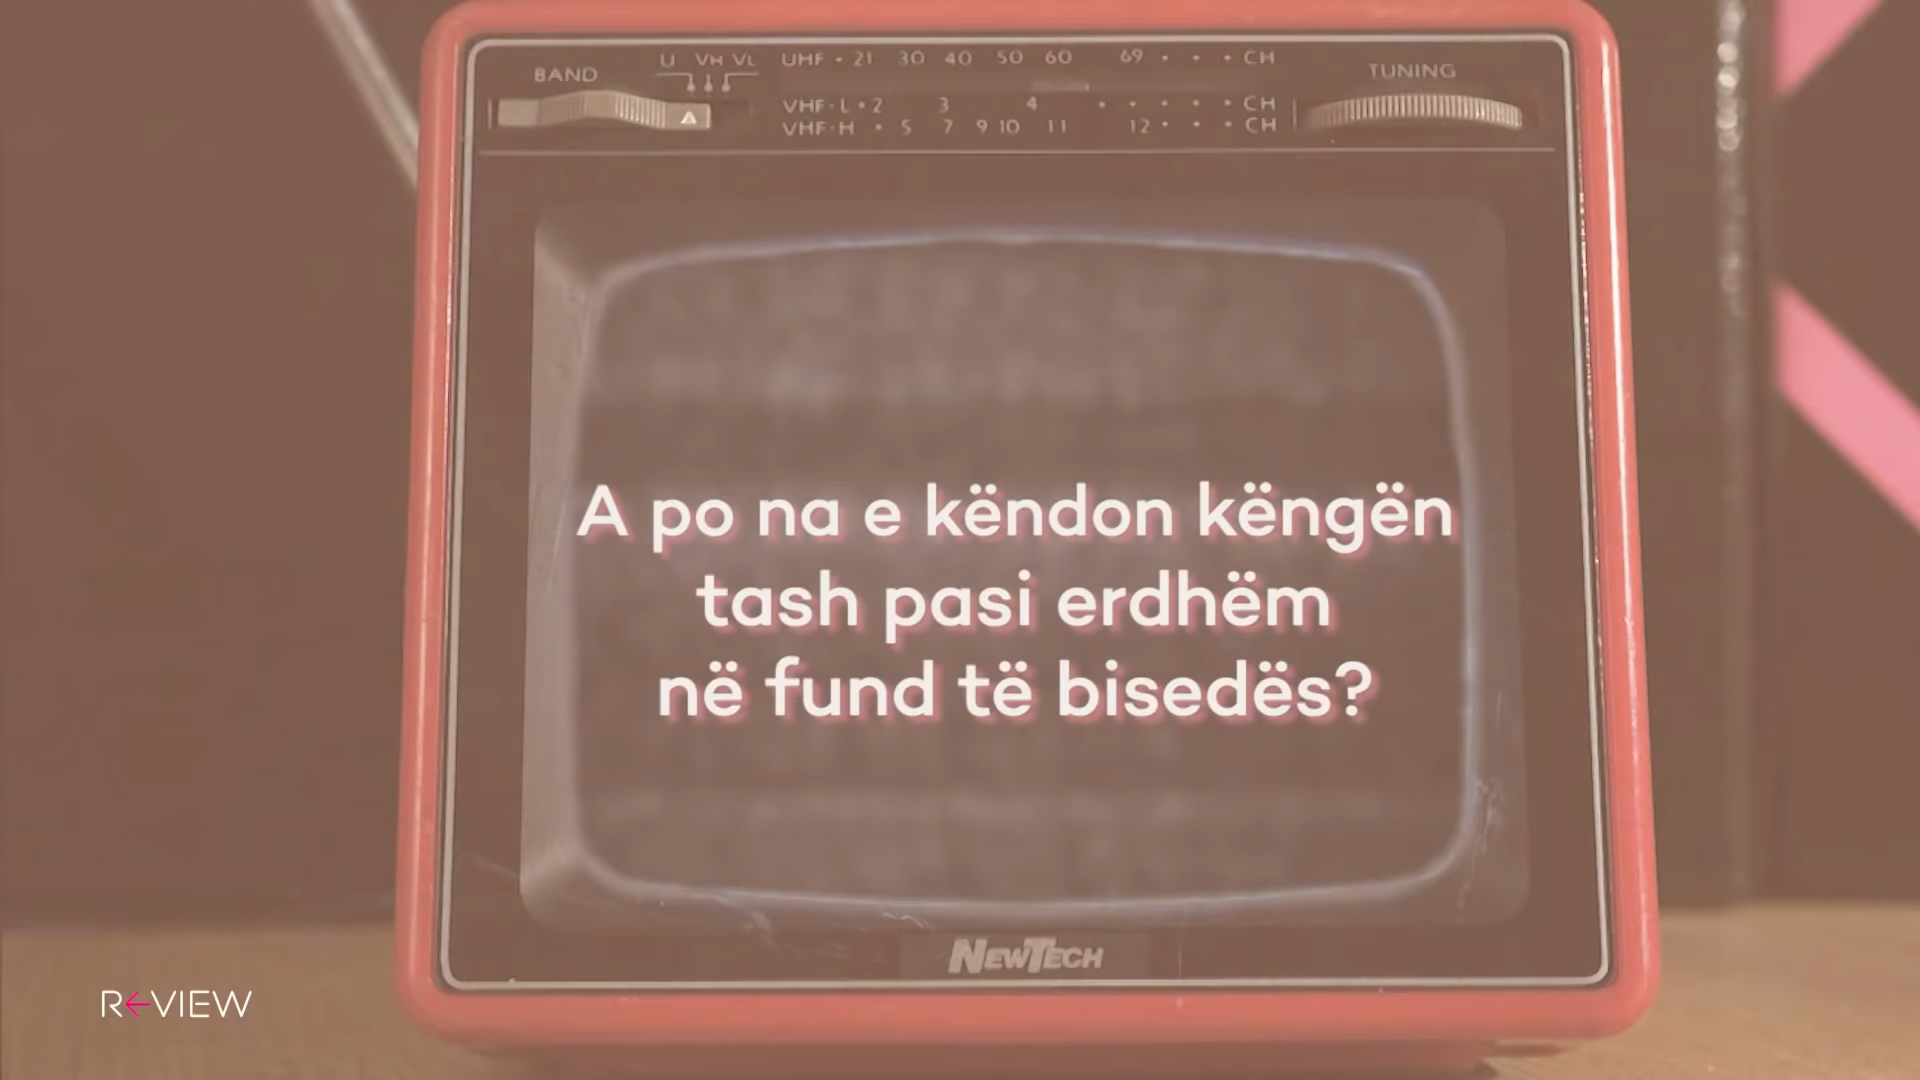 BAND
U VH VL
UHF • 21 30 40 50 60 69 • • • CH
VHF-L • 2 3 4 • • • • • CH
VHF-H • 5 7 9 10 11 12 • • • CH
TUNING
A
A po na e këndon këngën
tash pasi erdhëm
në fund të bisedës?
NEWTECH
REVIEW